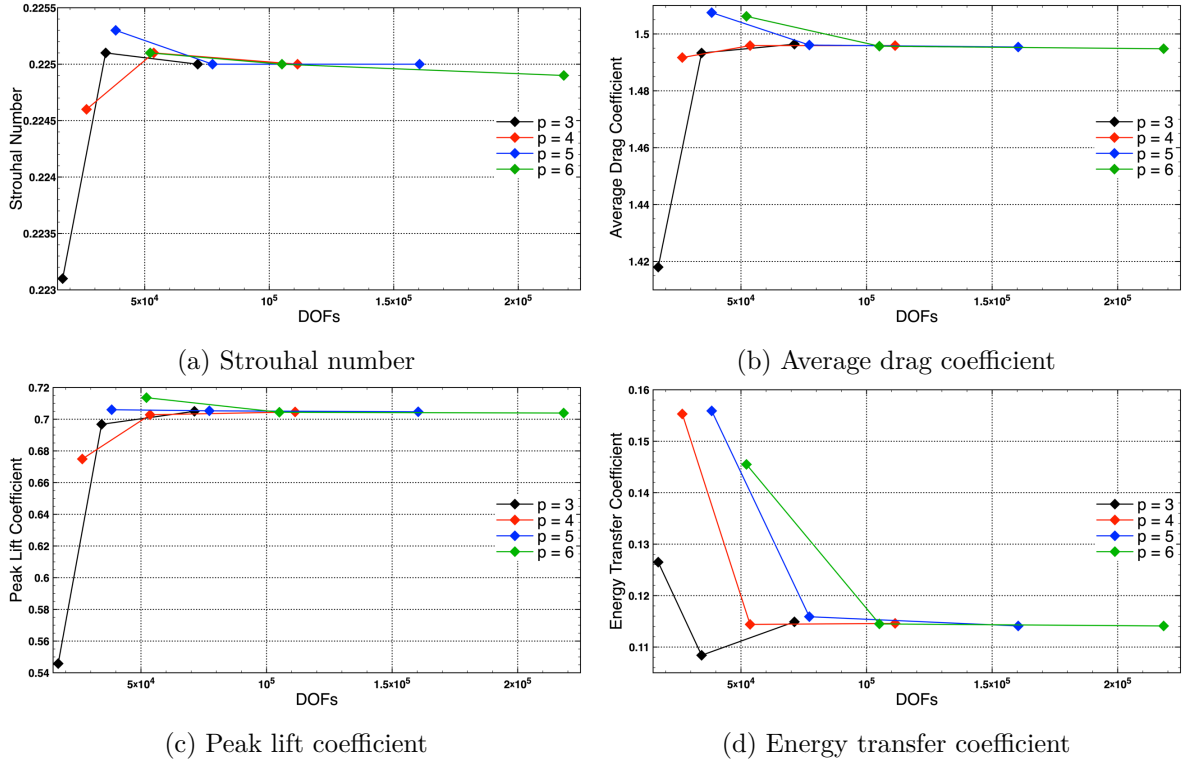 0.2255
0.225
0.2245
0.224
0.2235
0.223
Strouhal Number
5×10⁴
10⁵
1.5×10⁵
2×10⁵
DOFs
p = 3
p = 4
p = 5
p = 6
(a) Strouhal number
1.5
1.48
1.46
1.44
1.42
Average Drag Coefficient
5×10⁴
10⁵
1.5×10⁵
2×10⁵
DOFs
p = 3
p = 4
p = 5
p = 6
(b) Average drag coefficient
0.72
0.7
0.68
0.66
0.64
0.62
0.6
0.58
0.56
0.54
Peak Lift Coefficient
5×10⁴
10⁵
1.5×10⁵
2×10⁵
DOFs
p = 3
p = 4
p = 5
p = 6
(c) Peak lift coefficient
0.16
0.15
0.14
0.13
0.12
0.11
Energy Transfer Coefficient
5×10⁴
10⁵
1.5×10⁵
2×10⁵
DOFs
p = 3
p = 4
p = 5
p = 6
(d) Energy transfer coefficient